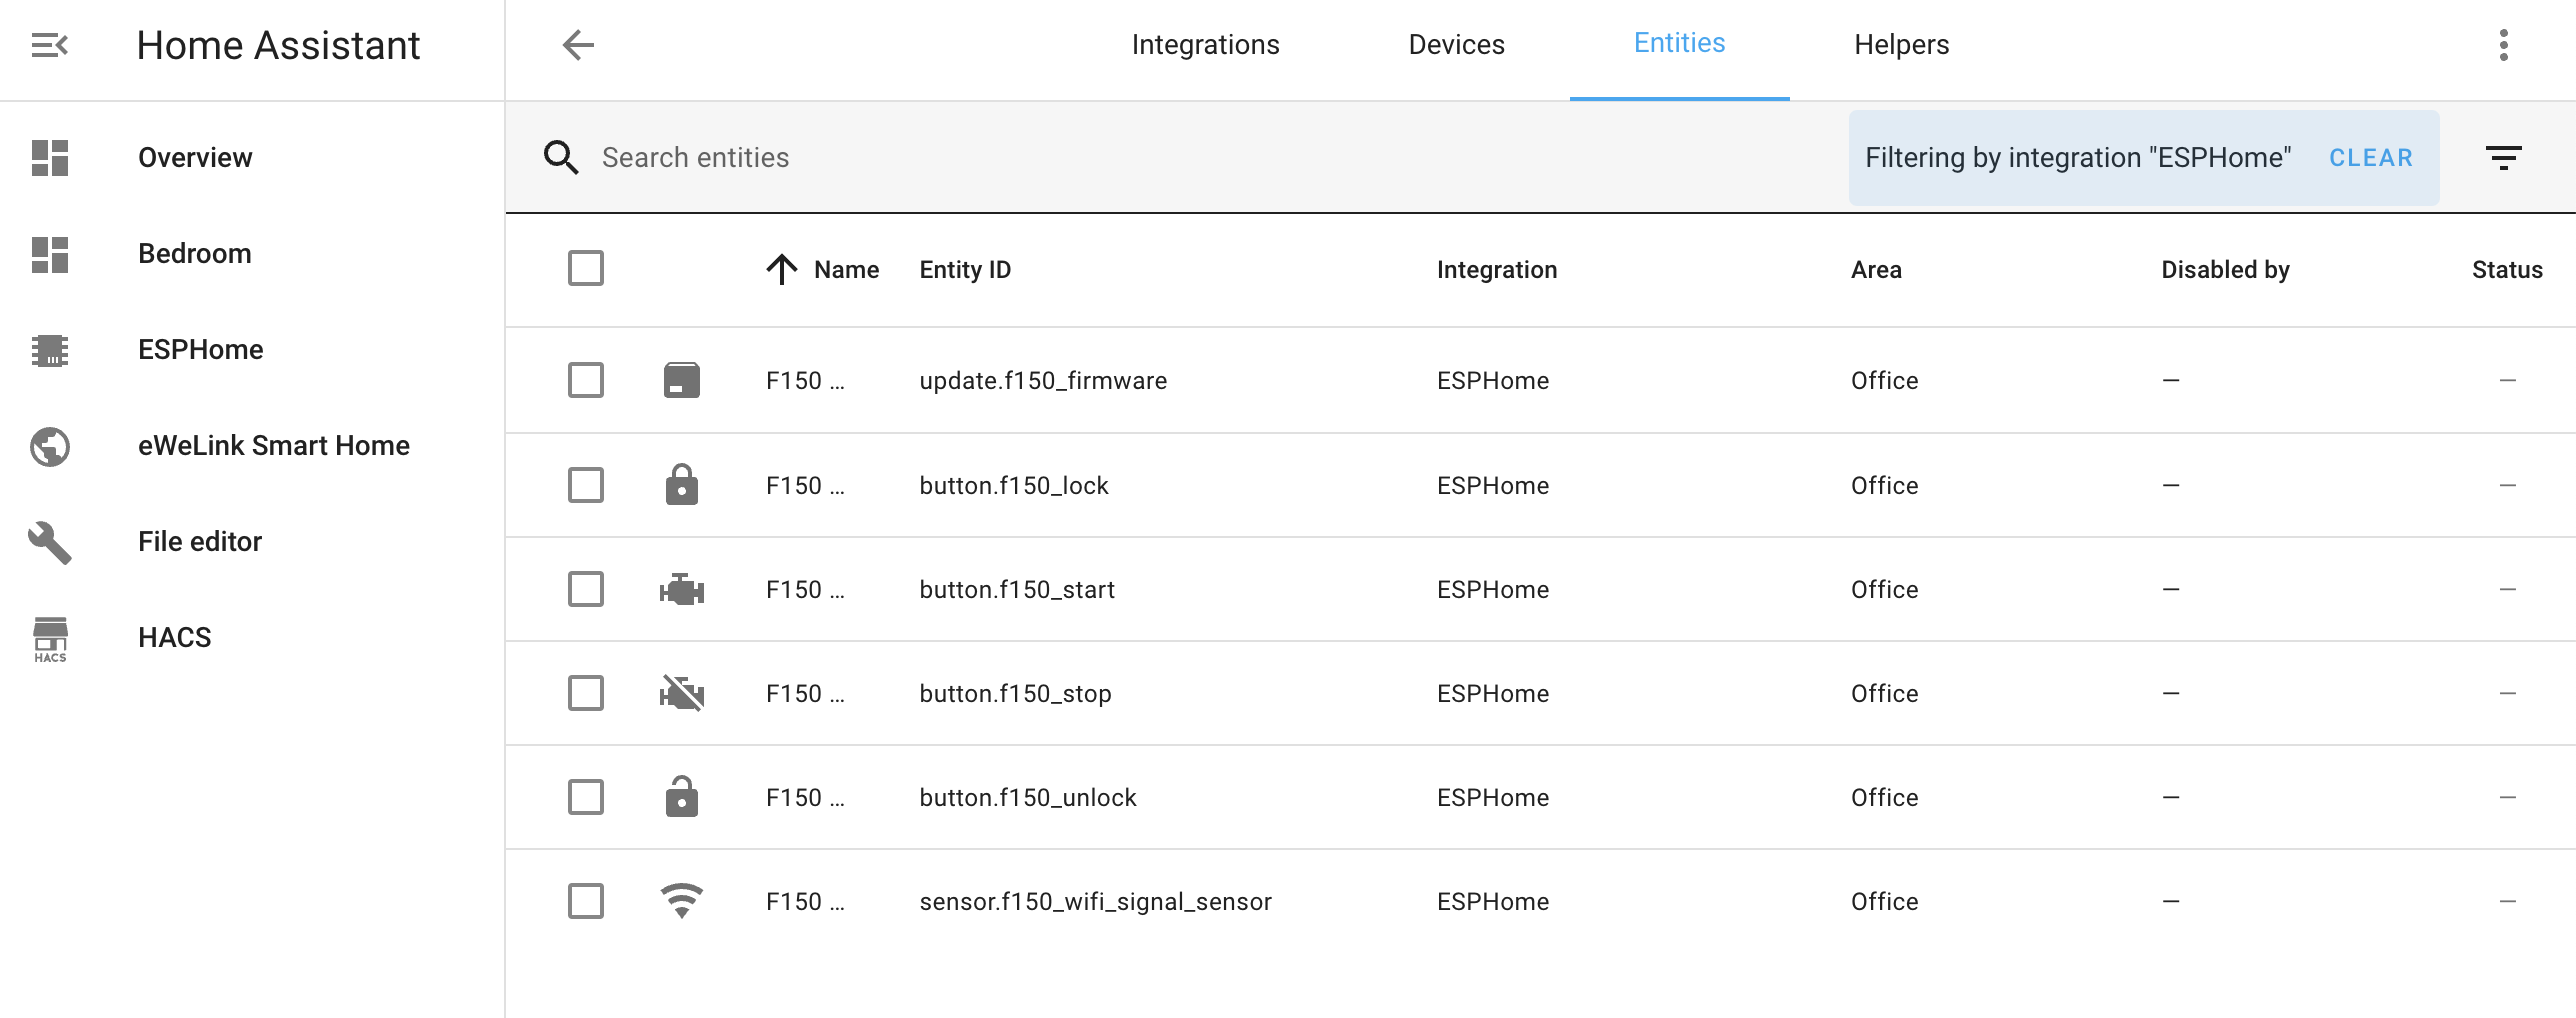 Home Assistant
Integrations Devices Entities Helpers
Overview
Bedroom
ESPHome
eWeLink Smart Home
File editor
HACS
HACS
Search entities Filtering by integration "ESPHome" CLEAR
Name Entity ID Integration Area Disabled by Status
F150 ... update.f150_firmware ESPHome Office — —
F150 ... button.f150_lock ESPHome Office — —
F150 ... button.f150_start ESPHome Office — —
F150 ... button.f150_stop ESPHome Office — —
F150 ... button.f150_unlock ESPHome Office — —
F150 ... sensor.f150_wifi_signal_sensor ESPHome Office — —